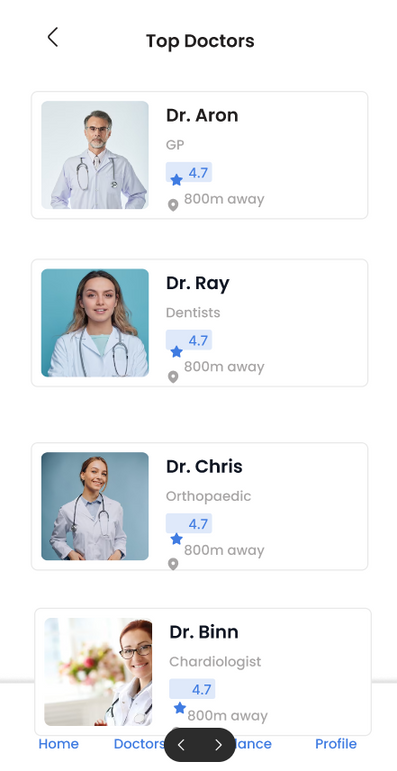 Top Doctors
Dr. Aron
GP
4.7
800m away
Dr. Ray
Dentists
4.7
800m away
Dr. Chris
Orthopaedic
4.7
800m away
Dr. Binn
Chardiologist
4.7
800m away
Home Doctors Profile